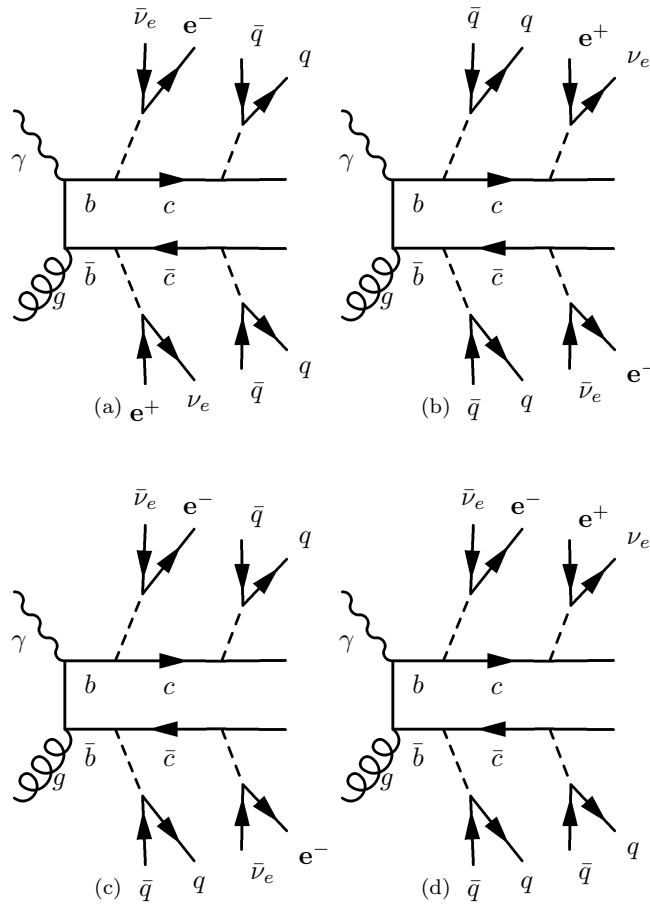 ν̄ₑ e⁻ q̄ q
γ
b c
b̄ c̄
g
q
(a) e⁺ νₑ q̄
q̄ q e⁺ νₑ
γ
b c
b̄ c̄
g
e⁻
(b) q̄ q ν̄ₑ
ν̄ₑ e⁻ q̄ q
γ
b c
b̄ c̄
g
e⁻
(c) q̄ q ν̄ₑ
ν̄ₑ e⁻ e⁺ νₑ
γ
b c
b̄ c̄
g
q
(d) q̄ q q̄